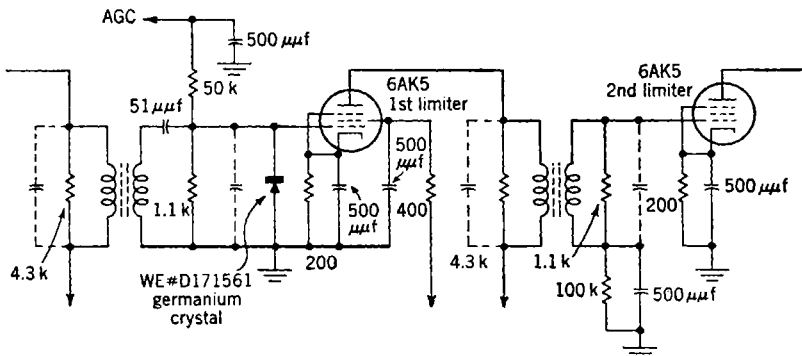 AGC
500 μμf
50 k
51 μμf
6AK5
1st limiter
500
μμf
6AK5
2nd limiter
1.1 k
500
μμf
400
200
4.3 k
WE#D171561
germanium
crystal
4.3 k
1.1 k
200
500 μμf
100 k
500 μμf